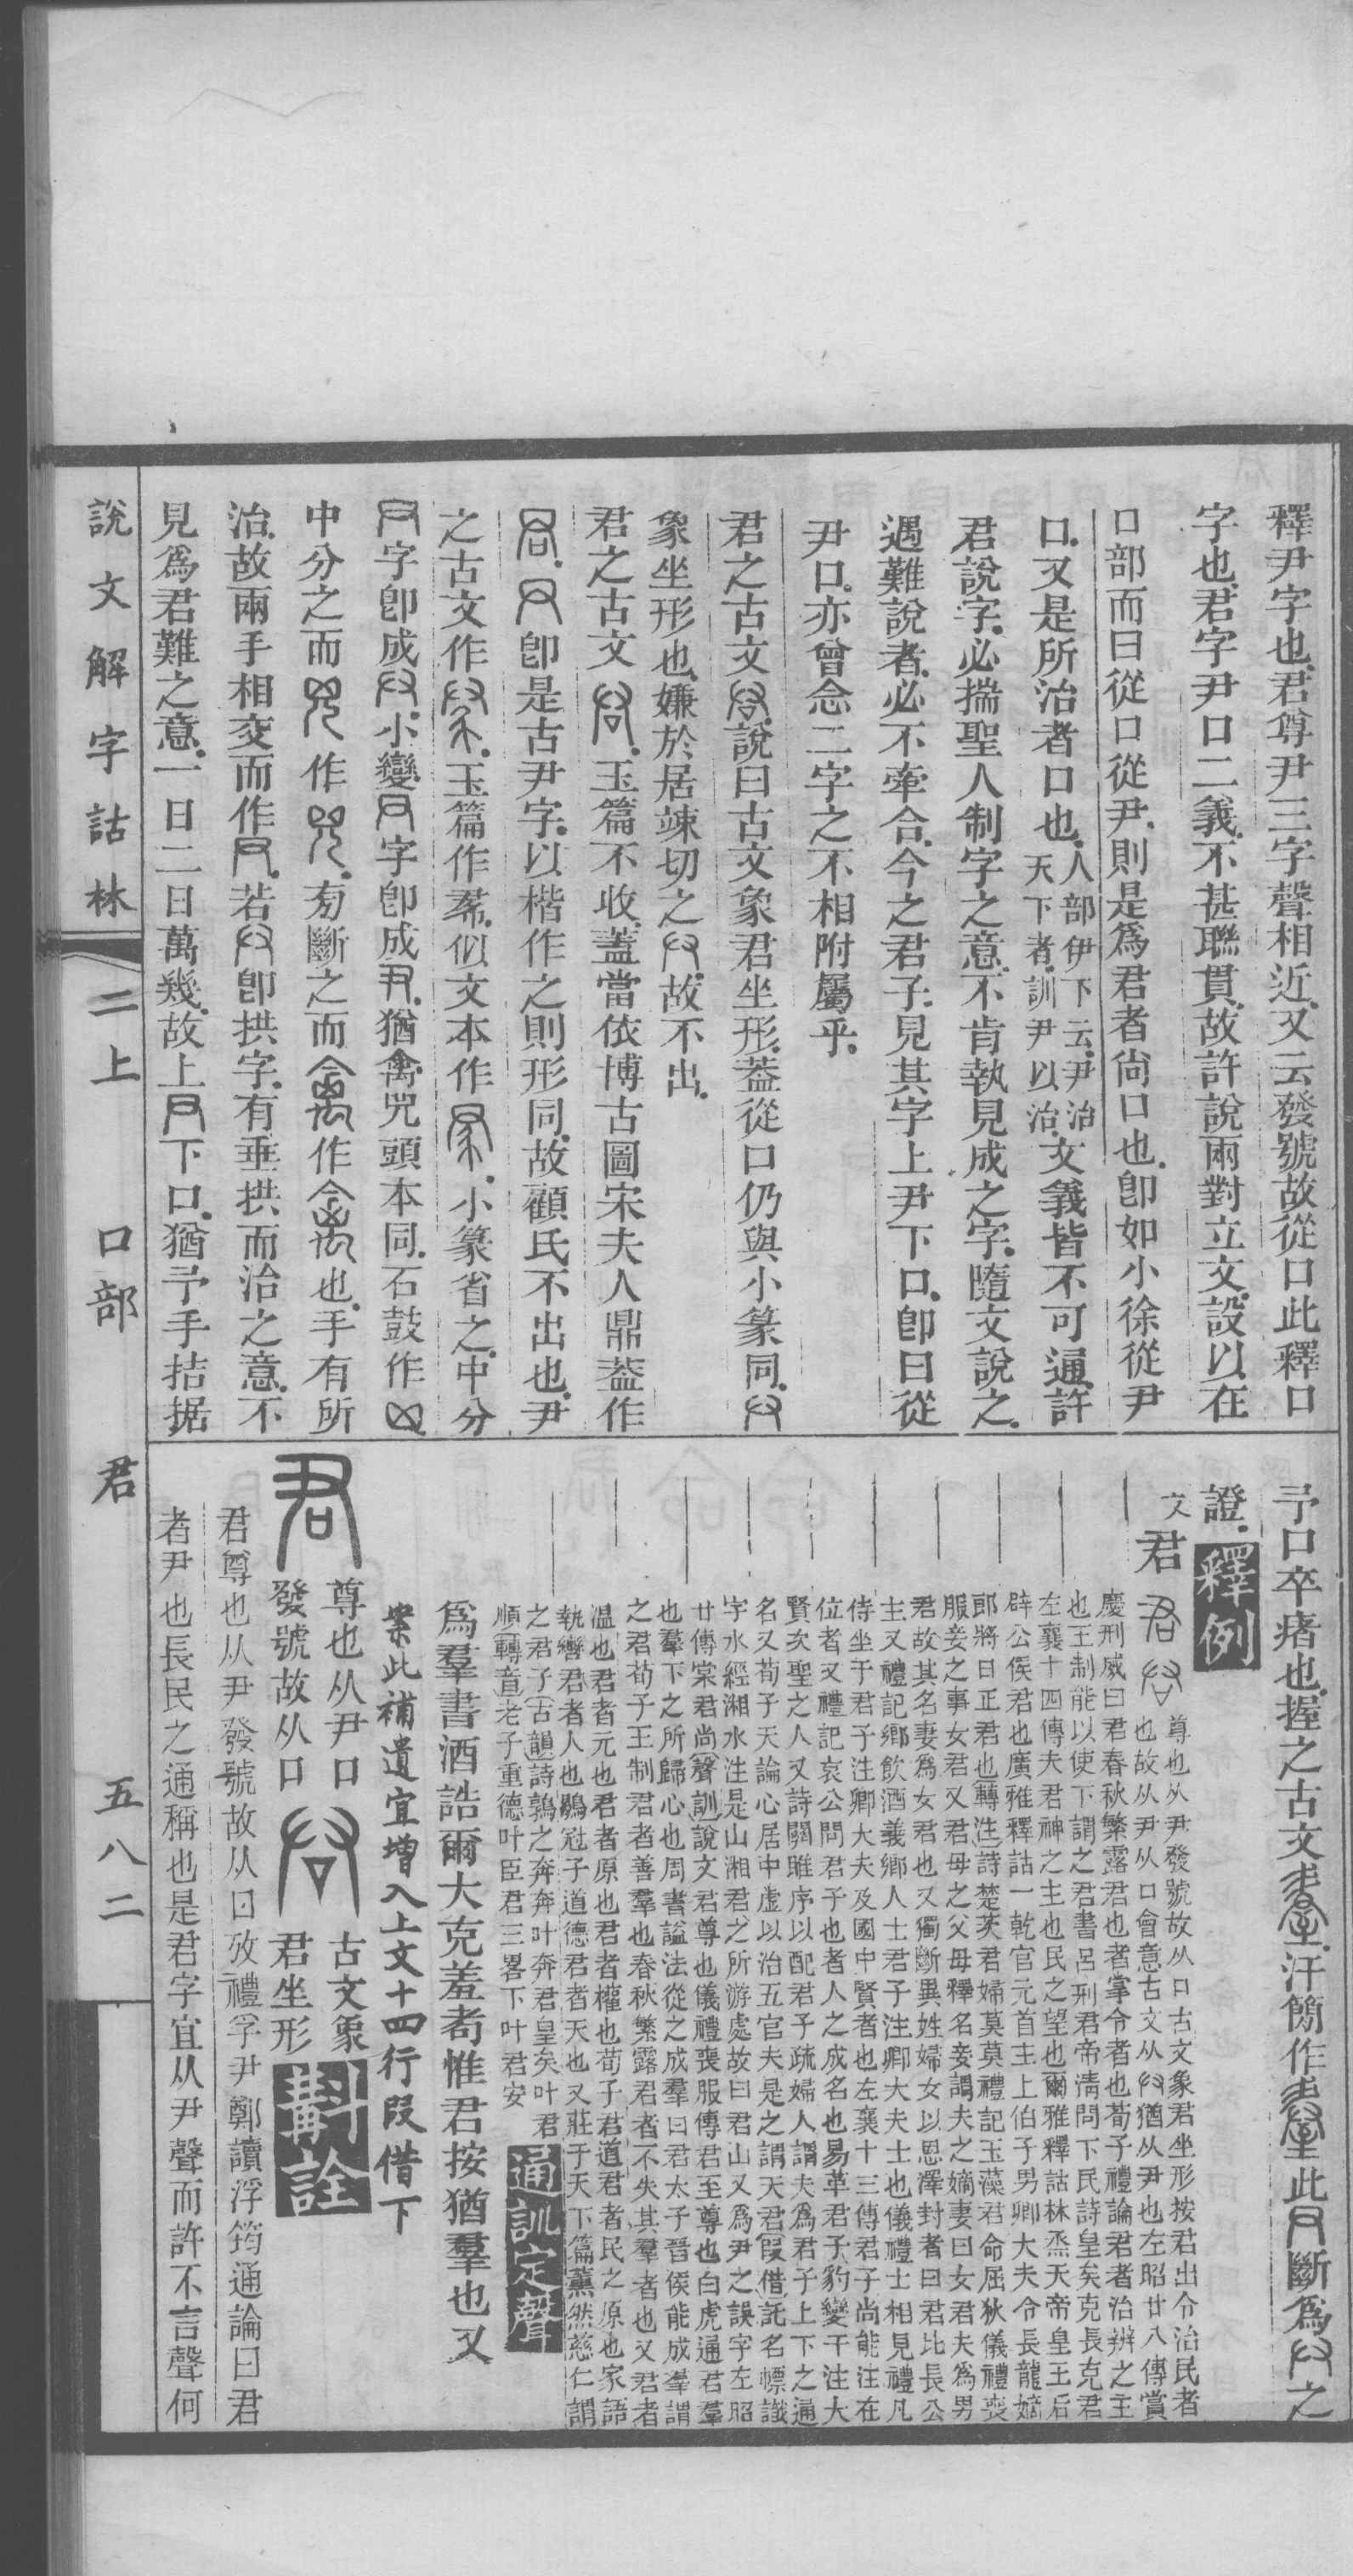 釋尹字也君尊尹三字聲相近又云發號故從口此釋口
字也君字尹口二義不甚聯貫故許說兩對立文設以在
口部而曰從口從尹則是爲君者尙口也卽如小徐從尹
口又是所治者口也人部伊下云尹治天下者訓尹以治文義皆不可通許
君說字必揣聖人制字之意不肯執見成之字隨文說之
遇難說者必不牽合今之君子見其字上尹下口卽曰從
尹口亦曾念二字之不相附屬乎
君之古文說曰古文象君坐形葢從口仍與小篆同
象坐形也嫌於居竦切之故不出
君之古文玉篇不收蓋當依博古圖宋夫人鼎葢作
卽是古尹字以楷作之則形同故顧氏不出也尹
之古文作玉篇作似文本作小篆省之中分
字卽成小變字卽成尹猶禽兕頭本同石鼓作
中分之而作有斷之而作也手有所
治故兩手相交而作若卽拱字有垂拱而治之意不
見爲君難之意一日二日萬幾故上下口猶予手拮据
予口卒瘏也握之古文汗簡作此斷爲之
證釋例
文君
尊也从尹發號故从口古文象君坐形按君出令治民者
也故从尹从口會意古文从猶从尹也左昭廿八傳賞
慶刑威曰君春秋繁露君也者掌令者也荀子禮論君者治辨之主
也王制能以使下謂之君書呂刑君帝淸問下民詩皇矣克長克君
左襄十四傳夫君神之主也民之望也爾雅釋詁林烝天帝皇王后
辟公侯君也廣雅釋詁一乾官元首主上伯子男卿大夫令長龍嫡
郎將日正君也轉注詩楚茨君婦莫莫禮記玉藻君命屈狄儀禮喪
服妾之事女君又君母之父母釋名妾謂夫之嫡妻曰女君夫爲男
君故其名妻爲女君也又獨斷異姓婦女以恩澤封者曰君比長公
主又禮記鄉飲酒義鄉人士君子注卿大夫士也儀禮士相見禮凡
侍坐于君子注卿大夫及國中賢者也左襄十三傳君子尙能注在
位者又禮記哀公問君子也者人之成名也易革君子豹變干注大
賢次聖之人又詩關雎序以配君子疏婦人謂夫爲君子上下之通
名又荀子天論心居中虛以治五官夫是之謂天君假借託名幖識
字水經湘水注是山湘君之所游處故曰君山又爲尹之誤字左昭
廿傳棠君尙聲訓說文君尊也儀禮喪服傳君至尊也白虎通君羣
也羣下之所歸心也周書謚法從之成羣曰君太子晉侯能成羣謂
之君荀子王制君者善羣也春秋繁露君者不失其羣者也又君者
溫也君者元也君者原也君者權也荀子君道君者民之原也家語
執轡君者人也鶡冠子道德君者天也又莊子天下篇薰然慈仁謂
之君子古韻詩鶉之奔奔叶奔君皇矣叶君
順轉音老子重德叶臣君三畧下叶君安通訓定聲
爲羣書酒誥爾大克羞耉惟君按猶羣也又
案此補遺宜增入上文十四行叚借下
君尊也从尹口發號故从口古文象君坐形斠詮
君尊也从尹發號故从口攷禮孚尹鄭讀浮筠通論曰君
者尹也長民之通稱也是君字宜从尹聲而許不言聲何
說文解字詁林 二上 口部 君 五八二